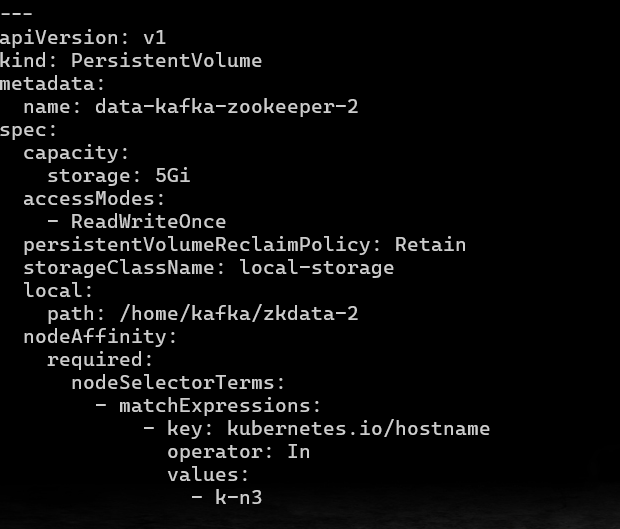 ---
apiVersion: v1
kind: PersistentVolume
metadata:
  name: data-kafka-zookeeper-2
spec:
  capacity:
    storage: 5Gi
  accessModes:
    - ReadWriteOnce
  persistentVolumeReclaimPolicy: Retain
  storageClassName: local-storage
  local:
    path: /home/kafka/zkdata-2
  nodeAffinity:
    required:
      nodeSelectorTerms:
        - matchExpressions:
            - key: kubernetes.io/hostname
              operator: In
              values:
                - k-n3